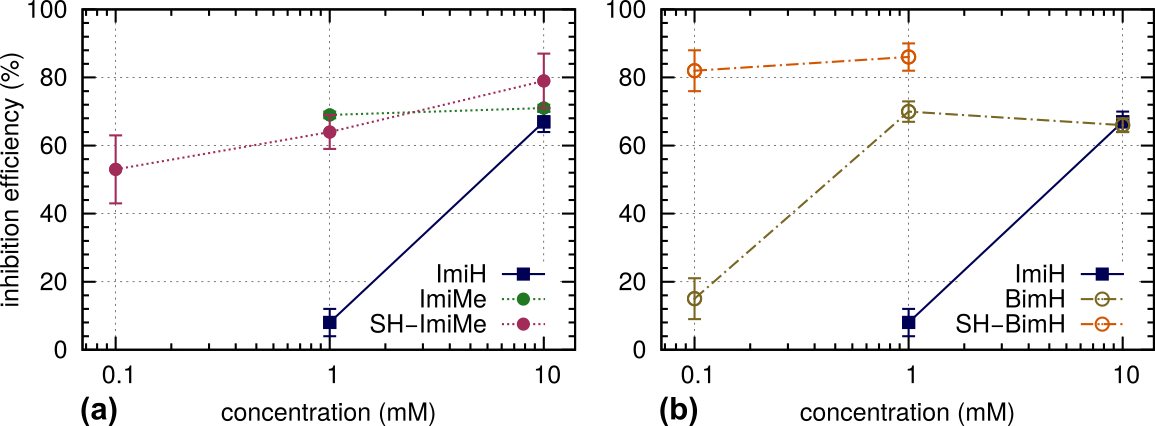 inhibition efficiency (%)
100
80
60
40
20
0
ImiH
ImiMe
SH−ImiMe
0.1 1 10
(a) concentration (mM)
100
80
60
40
20
0
ImiH
BimH
SH−BimH
0.1 1 10
(b) concentration (mM)